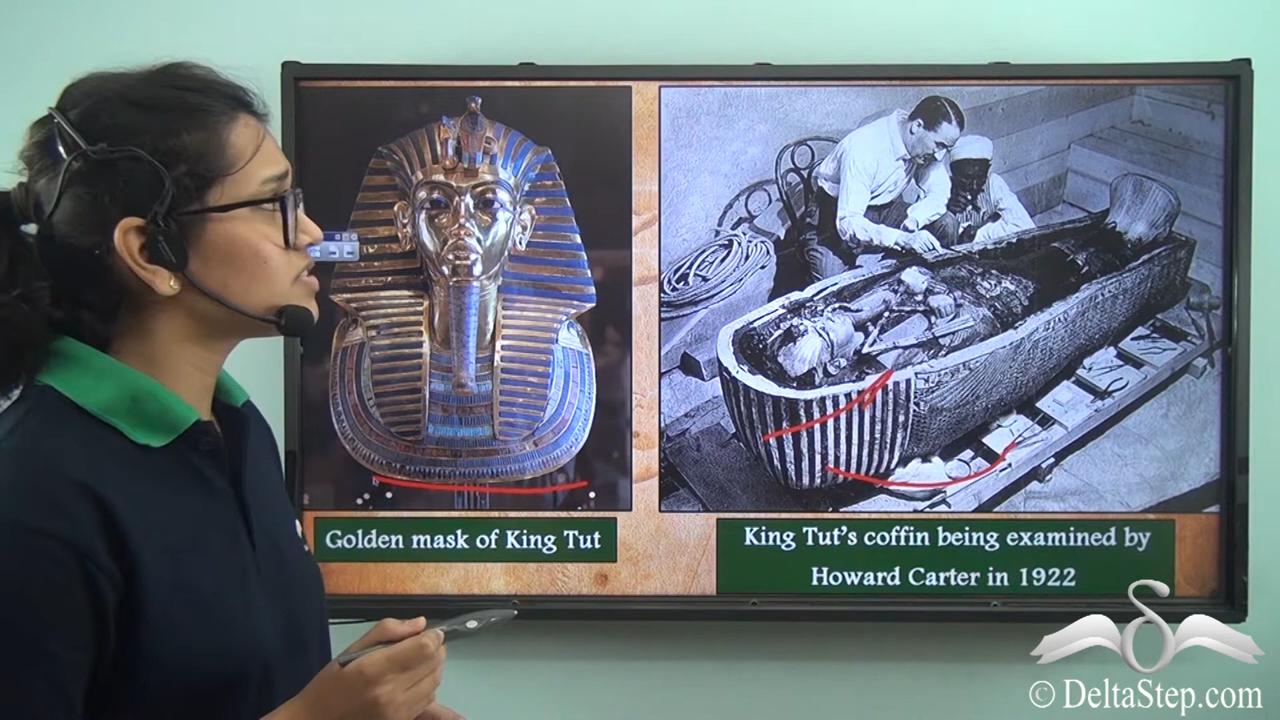 Golden mask of King Tut
King Tut's coffin being examined by
Howard Carter in 1922
© DeltaStep.com